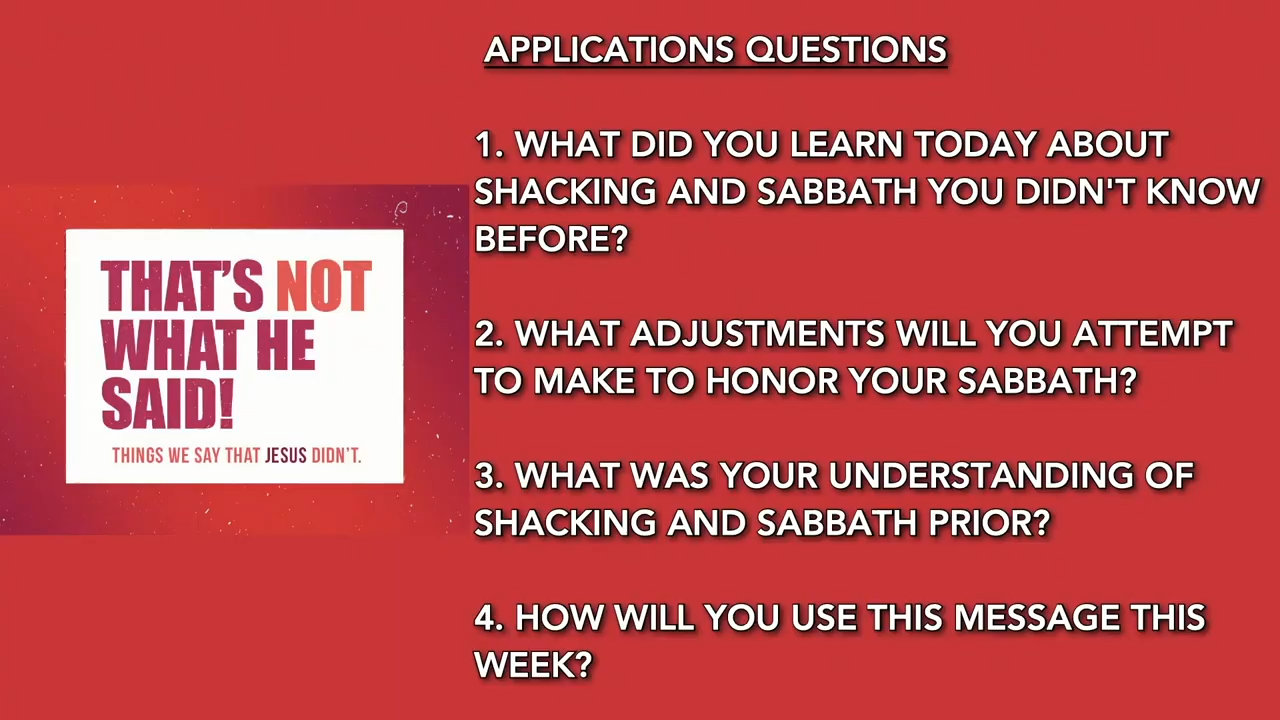 THAT'S NOT
WHAT HE
SAID!
THINGS WE SAY THAT JESUS DIDN'T.
APPLICATIONS QUESTIONS
1. WHAT DID YOU LEARN TODAY ABOUT
SHACKING AND SABBATH YOU DIDN'T KNOW
BEFORE?
2. WHAT ADJUSTMENTS WILL YOU ATTEMPT
TO MAKE TO HONOR YOUR SABBATH?
3. WHAT WAS YOUR UNDERSTANDING OF
SHACKING AND SABBATH PRIOR?
4. HOW WILL YOU USE THIS MESSAGE THIS
WEEK?